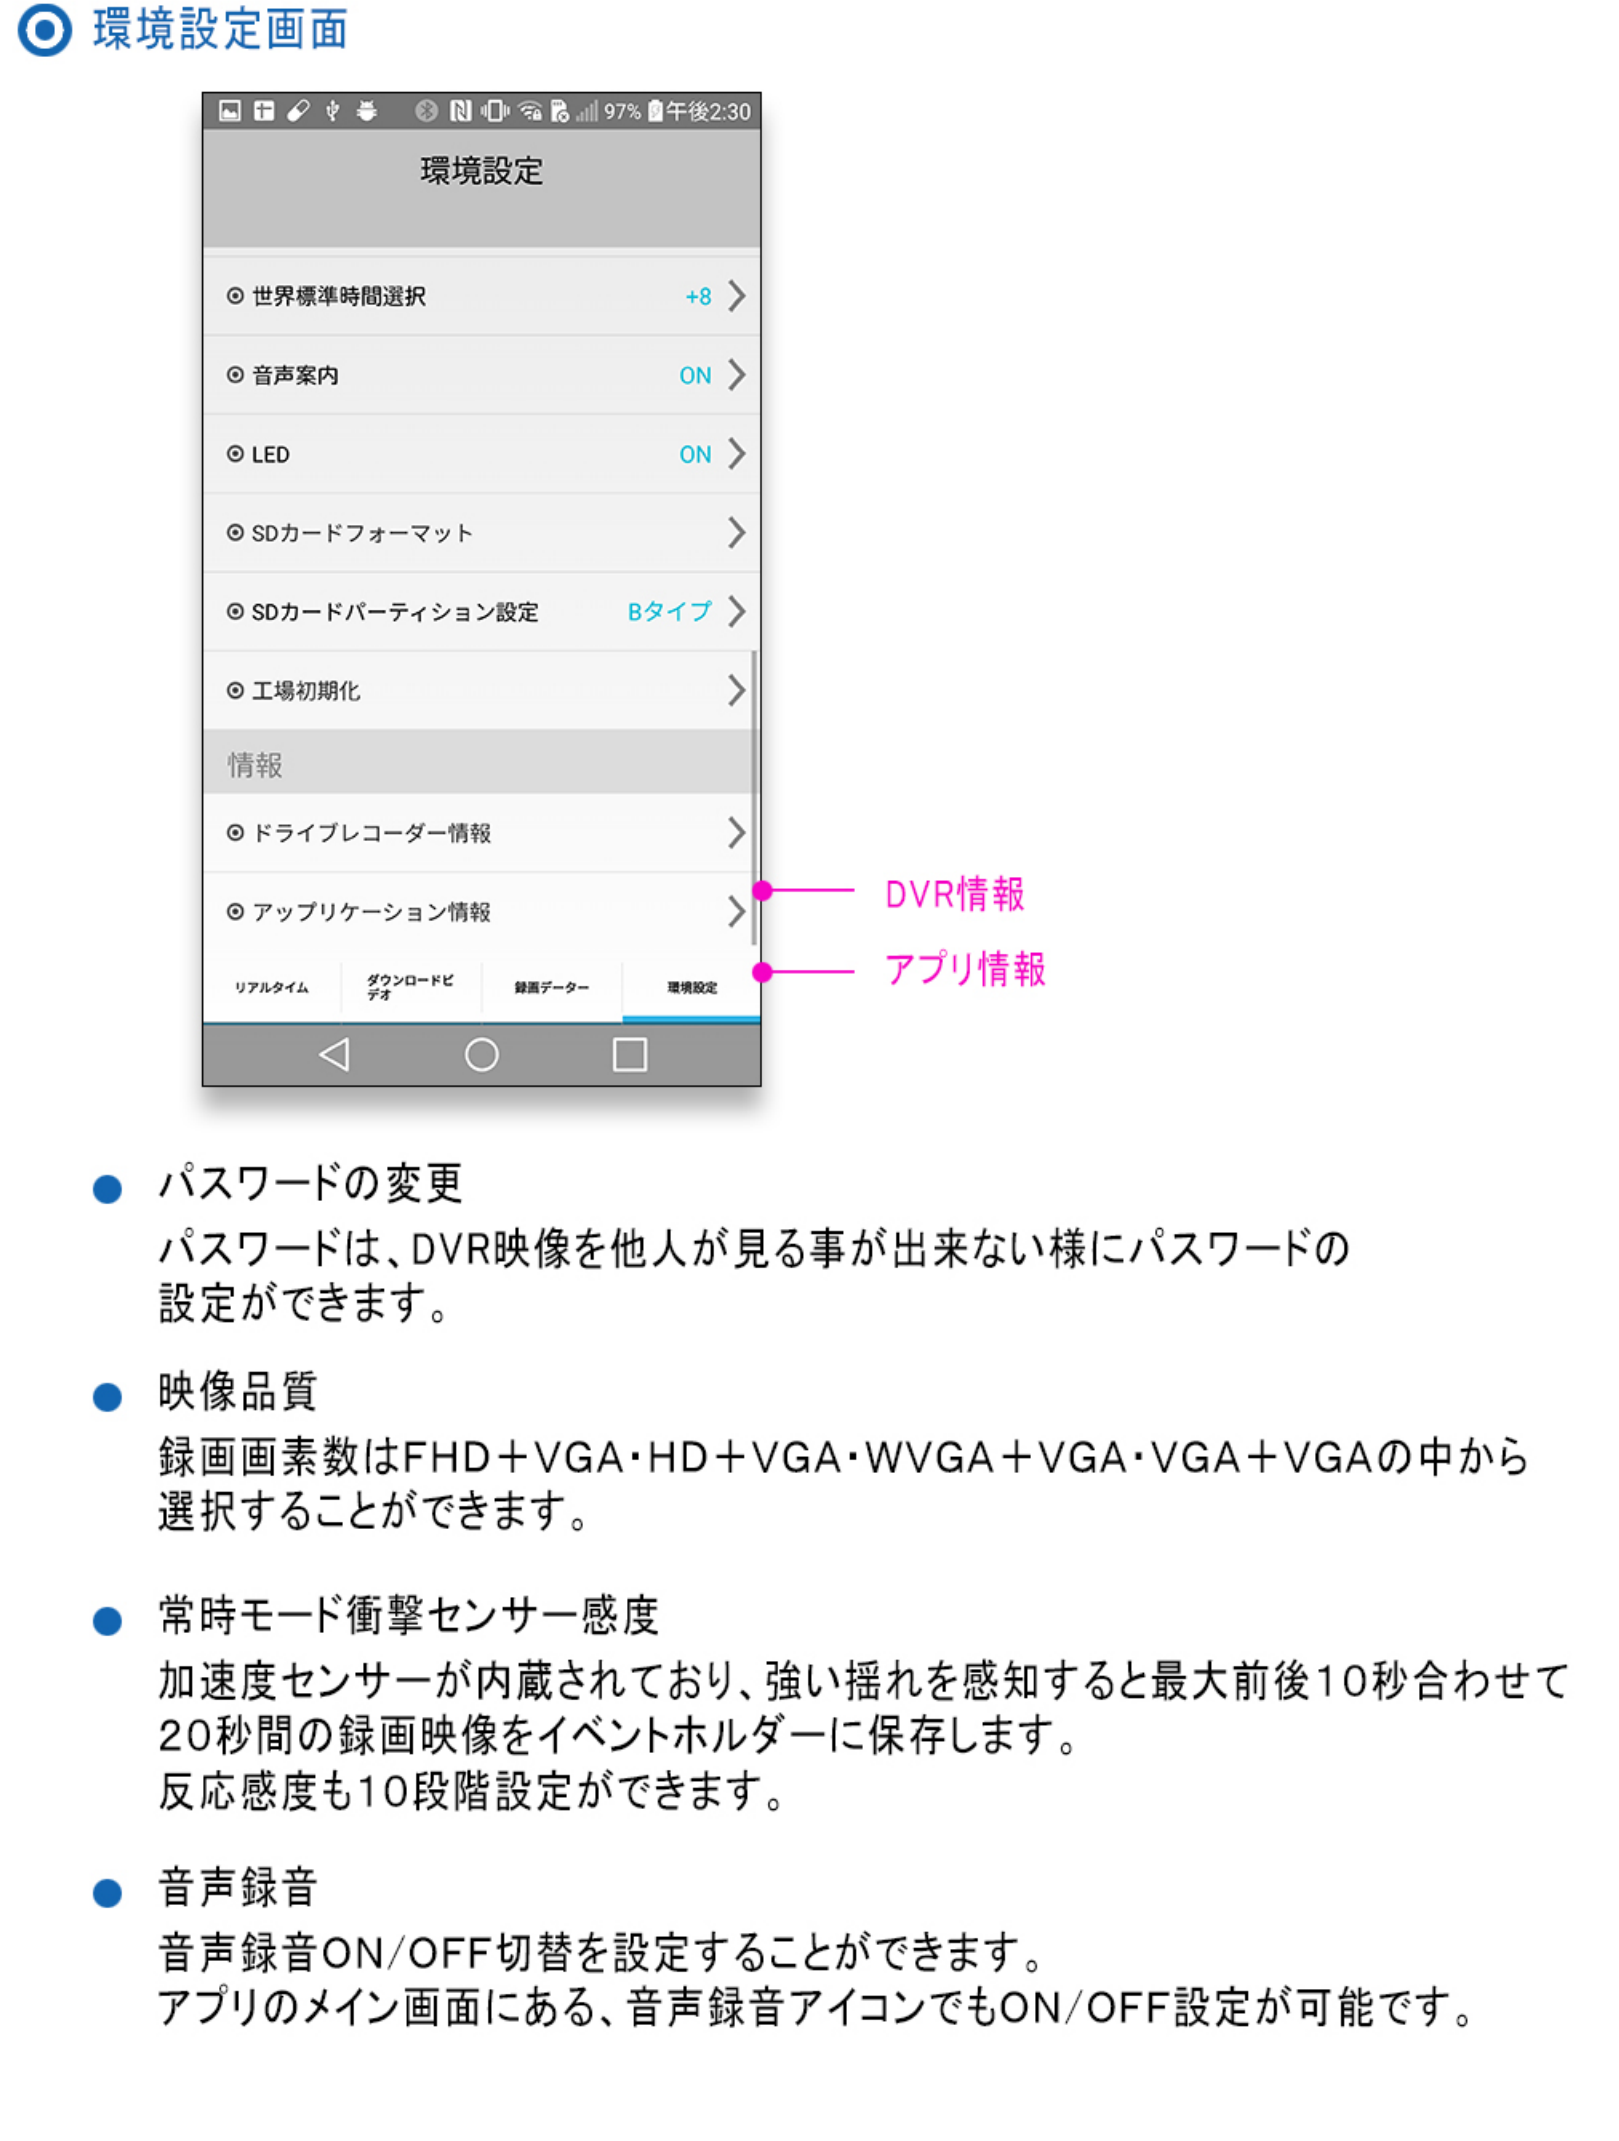 環境設定画面
97% 午後2:30
環境設定
世界標準時間選択 +8
音声案内 ON
LED ON
SDカードフォーマット
SDカードパーティション設定 Bタイプ
工場初期化
情報
ドライブレコーダー情報
DVR情報
アプリケーション情報
アプリ情報
リアルタイム
ダウンロードビ
デオ
録画データー
環境設定
パスワードの変更
パスワードは、DVR映像を他人が見る事が出来ない様にパスワードの
設定ができます。
映像品質
録画画素数はFHD＋VGA・HD＋VGA・WVGA＋VGA・VGA＋VGAの中から
選択することができます。
常時モード衝撃センサー感度
加速度センサーが内蔵されており、強い揺れを感知すると最大前後10秒合わせて
20秒間の録画映像をイベントホルダーに保存します。
反応感度も10段階設定ができます。
音声録音
音声録音ON/OFF切替を設定することができます。
アプリのメイン画面にある、音声録音アイコンでもON/OFF設定が可能です。